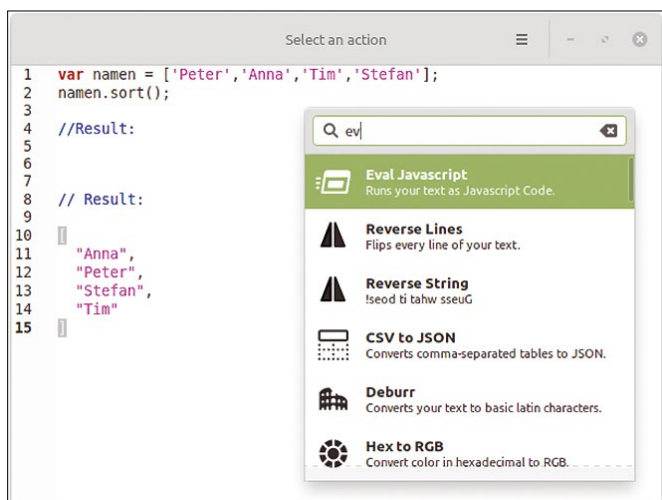 Select an action
1 var namen = ['Peter','Anna','Tim','Stefan'];
2 namen.sort();
3
4 //Result:
5
6
7
8 // Result:
9
10 [
11 "Anna",
12 "Peter",
13 "Stefan",
14 "Tim"
15 ]
ev
Eval Javascript
Runs your text as Javascript Code.
Reverse Lines
Flips every line of your text.
Reverse String
!seod ti tahw sseuG
CSV to JSON
Converts comma-separated tables to JSON.
Deburr
Converts your text to basic latin characters.
Hex to RGB
Convert color in hexadecimal to RGB.